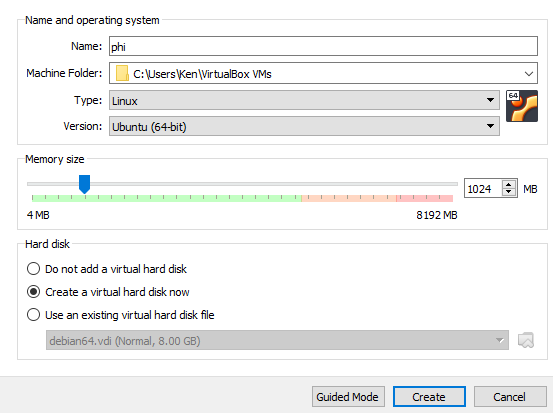 Name and operating system
Name: phi
Machine Folder: C:\Users\Ken\VirtualBox VMs
Type: Linux
64
Version: Ubuntu (64-bit)
Memory size
1024 MB
4 MB 8192 MB
Hard disk
Do not add a virtual hard disk
Create a virtual hard disk now
Use an existing virtual hard disk file
debian64.vdi (Normal, 8.00 GB)
Guided Mode Create Cancel